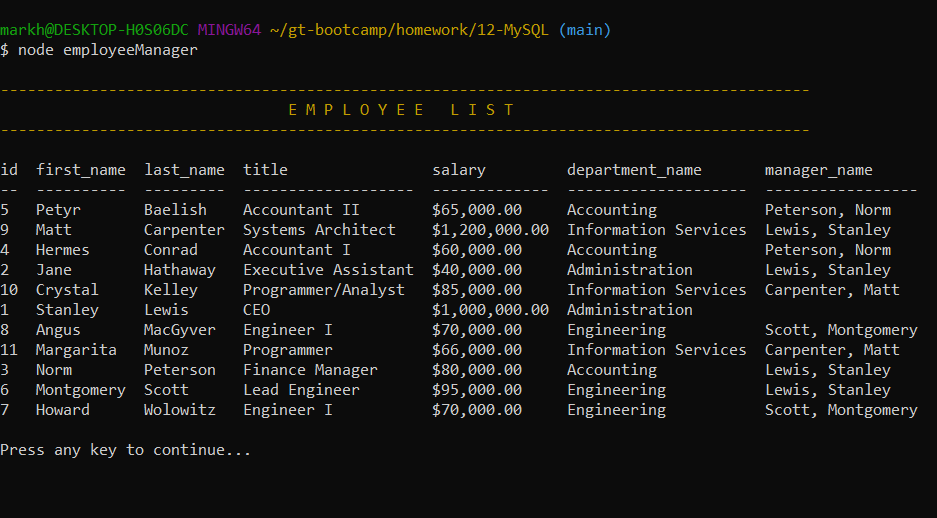 markh@DESKTOP-H0S06DC MINGW64 ~/gt-bootcamp/homework/12-MySQL (main)
$ node employeeManager
------------------------------------------------------------------------------------------
E M P L O Y E E   L I S T
------------------------------------------------------------------------------------------
id  first_name  last_name  title                salary         department_name       manager_name
--  ----------  ---------  -------------------  -------------  --------------------  -----------------
5   Petyr       Baelish    Accountant II        $65,000.00     Accounting            Peterson, Norm
9   Matt        Carpenter  Systems Architect    $1,200,000.00  Information Services  Lewis, Stanley
4   Hermes      Conrad     Accountant I         $60,000.00     Accounting            Peterson, Norm
2   Jane        Hathaway   Executive Assistant  $40,000.00     Administration        Lewis, Stanley
10  Crystal     Kelley     Programmer/Analyst   $85,000.00     Information Services  Carpenter, Matt
1   Stanley     Lewis      CEO                  $1,000,000.00  Administration
8   Angus       MacGyver   Engineer I           $70,000.00     Engineering           Scott, Montgomery
11  Margarita   Munoz      Programmer           $66,000.00     Information Services  Carpenter, Matt
3   Norm        Peterson   Finance Manager      $80,000.00     Accounting            Lewis, Stanley
6   Montgomery  Scott      Lead Engineer        $95,000.00     Engineering           Lewis, Stanley
7   Howard      Wolowitz   Engineer I           $70,000.00     Engineering           Scott, Montgomery
Press any key to continue...